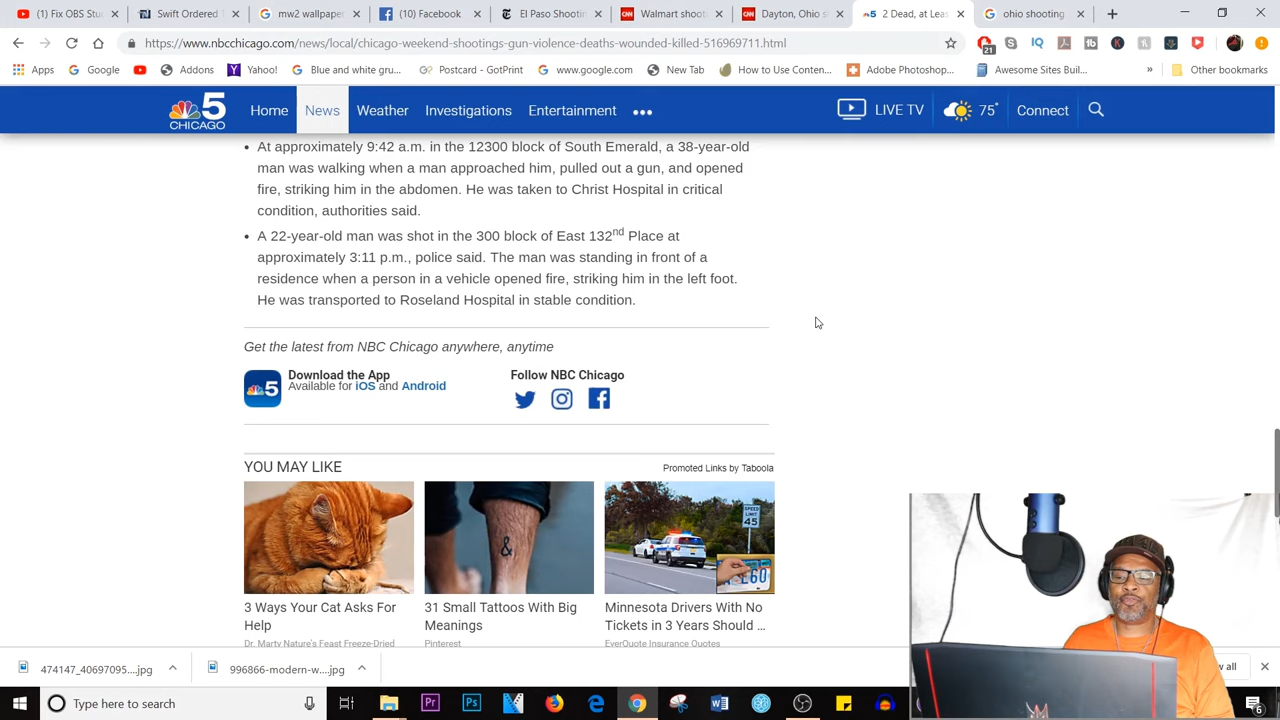 (1) Fix OBS Stu
Swift Ordered T
mw2 wallpaper
(10) Facebook
El Paso Shootin
Walmart shoot
Dayton, Ohio s
2 Dead, at Leas
ohio shooting
https://www.nbcchicago.com/news/local/chicago-weekend-shootings-gun-violence-deaths-wounded-killed-516969711.html
21
IQ
Apps
Google
Addons
Yahoo!
Blue and white gru...
Postcard - GotPrint
www.google.com
New Tab
How to Use Conten...
Adobe Photoshop...
Awesome Sites Buil...
»
Other bookmarks
5
CHICAGO
Home
News
Weather
Investigations
Entertainment
LIVE TV
75°
Connect
• At approximately 9:42 a.m. in the 12300 block of South Emerald, a 38-year-old
man was walking when a man approached him, pulled out a gun, and opened
fire, striking him in the abdomen. He was taken to Christ Hospital in critical
condition, authorities said.
• A 22-year-old man was shot in the 300 block of East 132nd Place at
approximately 3:11 p.m., police said. The man was standing in front of a
residence when a person in a vehicle opened fire, striking him in the left foot.
He was transported to Roseland Hospital in stable condition.
Get the latest from NBC Chicago anywhere, anytime
5
Download the App
Available for iOS and Android
Follow NBC Chicago
YOU MAY LIKE
Promoted Links by Taboola
&
SPEED
LIMIT
45
3 Ways Your Cat Asks For
Help
Dr. Marty Nature's Feast Freeze-Dried
31 Small Tattoos With Big
Meanings
Pinterest
Minnesota Drivers With No
Tickets in 3 Years Should ...
EverQuote Insurance Quotes
474147_40697095....jpg
996866-modern-w....jpg
w all
Type here to search
Pr
Ps
6